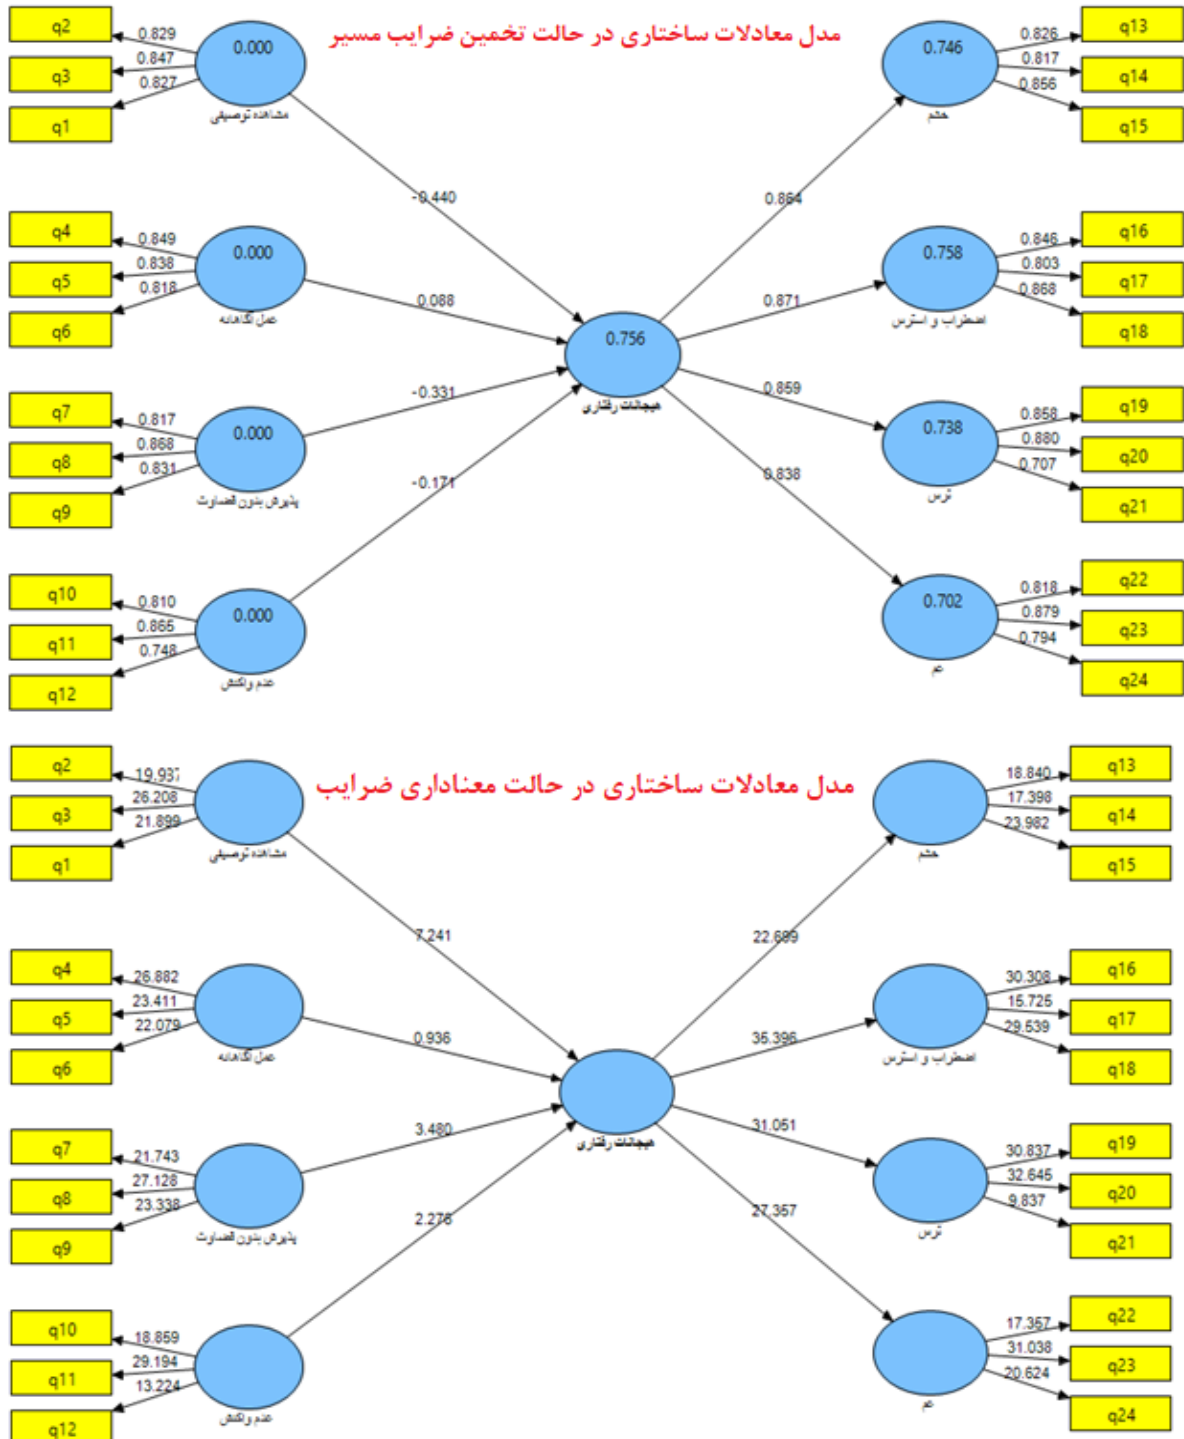 مدل معادلات ساختاری در حالت تخمین ضرایب مسیر
q2
q3
q1
0.829
0.847
0.827
0.000
مشاهده توصیفی
-0.440
q4
q5
q6
0.849
0.838
0.818
0.000
عمل آگاهانه
0.088
q7
q8
q9
0.817
0.868
0.831
0.000
پذیرش بدون قضاوت
-0.331
q10
q11
q12
0.810
0.865
0.748
0.000
عدم واکنش
-0.171
0.756
هیجانات رفتاری
0.864
0.746
خشم
0.826
0.817
0.856
q13
q14
q15
0.871
0.758
اضطراب و استرس
0.846
0.803
0.868
q16
q17
q18
0.859
0.738
ترس
0.858
0.880
0.707
q19
q20
q21
0.838
0.702
غم
0.818
0.879
0.794
q22
q23
q24
مدل معادلات ساختاری در حالت معناداری ضرایب
q2
q3
q1
19.937
26.208
21.899
مشاهده توصیفی
7.241
q4
q5
q6
26.882
23.411
22.079
عمل آگاهانه
0.936
q7
q8
q9
21.743
27.128
23.338
پذیرش بدون قضاوت
3.480
q10
q11
q12
18.859
29.194
13.224
عدم واکنش
2.276
هیجانات رفتاری
22.699
خشم
18.840
17.398
23.982
q13
q14
q15
35.396
اضطراب و استرس
30.308
15.725
29.539
q16
q17
q18
31.051
ترس
30.837
32.645
9.837
q19
q20
q21
27.357
غم
17.357
31.038
20.624
q22
q23
q24